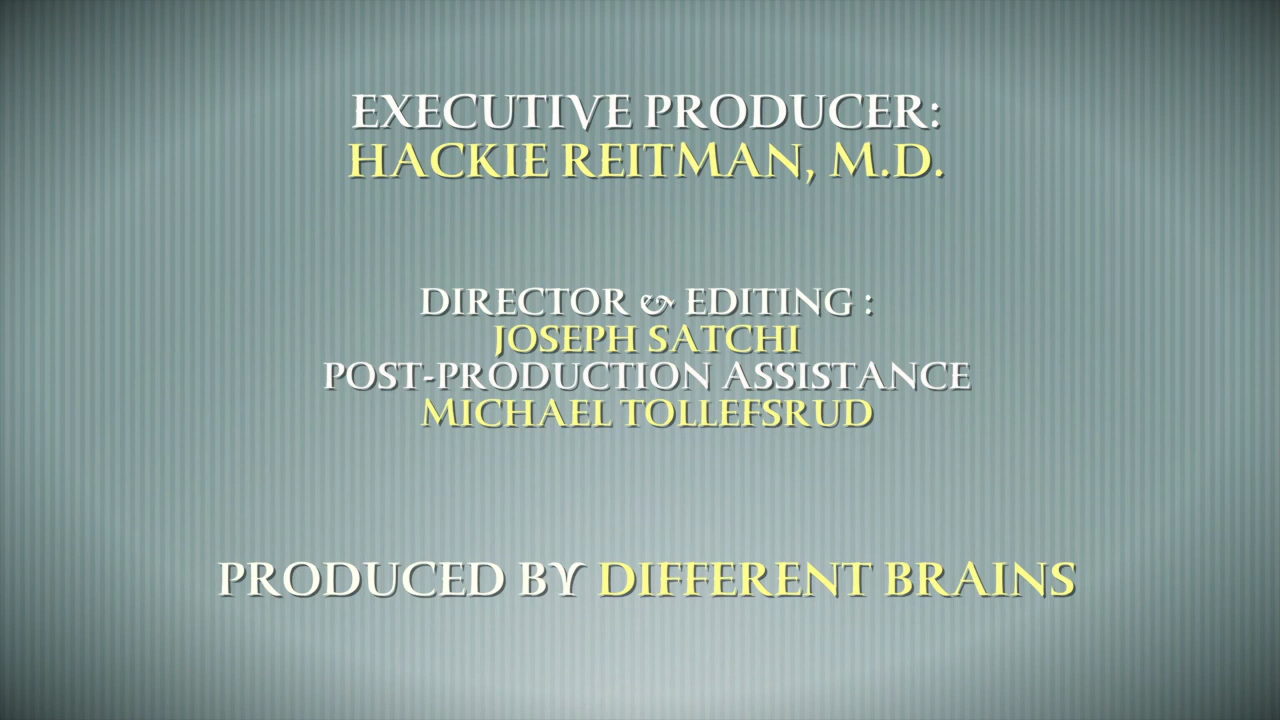 EXECUTIVE PRODUCER:
HACKIE REITMAN, M.D.
DIRECTOR & EDITING :
JOSEPH SATCHI
POST-PRODUCTION ASSISTANCE
MICHAEL TOLLEFSRUD
PRODUCED BY DIFFERENT BRAINS